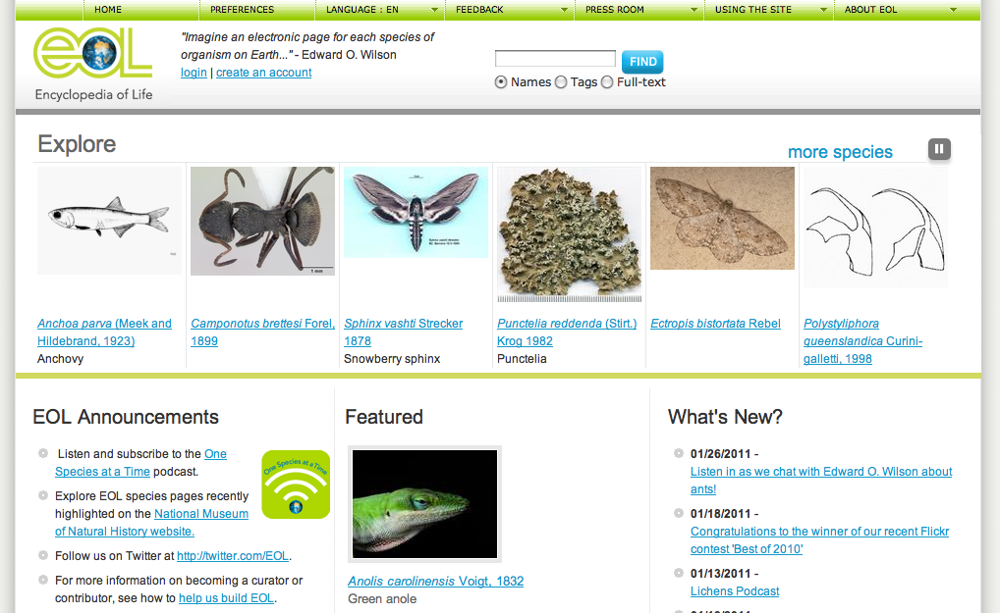 HOME PREFERENCES LANGUAGE : EN FEEDBACK PRESS ROOM USING THE SITE ABOUT EOL
eOL
Encyclopedia of Life
"Imagine an electronic page for each species of
organism on Earth..." - Edward O. Wilson
login | create an account
FIND
Names Tags Full-text
Explore
more species
1 mm
Anchoa parva (Meek and
Hildebrand, 1923)
Anchovy
Camponotus brettesi Forel,
1899
Sphinx vashti Strecker
1878
Snowberry sphinx
Punctelia reddenda (Stirt.)
Krog 1982
Punctelia
Ectropis bistortata Rebel
Polystyliphora
queenslandica Curini-
galletti, 1998
EOL Announcements
Listen and subscribe to the One
Species at a Time podcast.
One Species at a Time
Explore EOL species pages recently
highlighted on the National Museum
of Natural History website.
Follow us on Twitter at http://twitter.com/EOL.
For more information on becoming a curator or
contributor, see how to help us build EOL.
Featured
Anolis carolinensis Voigt, 1832
Green anole
What's New?
01/26/2011 -
Listen in as we chat with Edward O. Wilson about
ants!
01/18/2011 -
Congratulations to the winner of our recent Flickr
contest 'Best of 2010'
01/13/2011 -
Lichens Podcast